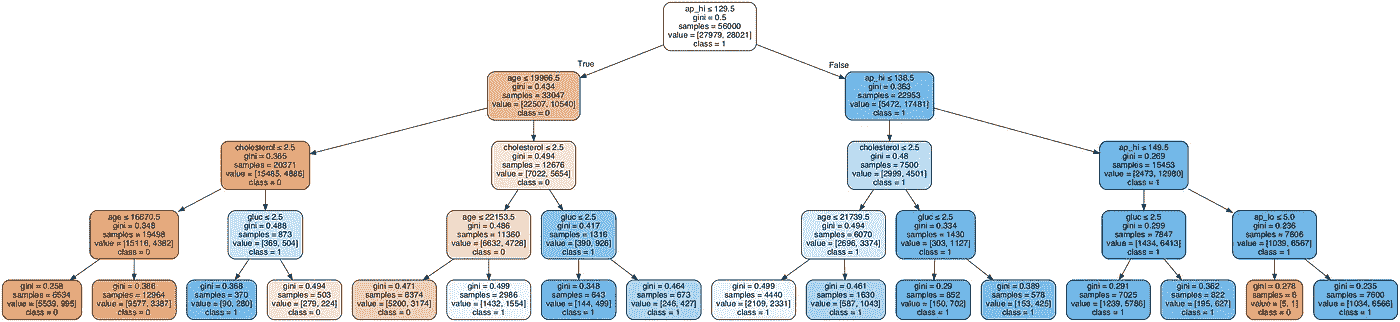 ap_hi ≤ 129.5
gini = 0.5
samples = 56000
value = [27979, 28021]
class = 1
True
False
age ≤ 19966.5
gini = 0.434
samples = 33047
value = [22507, 10540]
class = 0
ap_hi ≤ 138.5
gini = 0.363
samples = 22953
value = [5472, 17481]
class = 1
cholesterol ≤ 2.5
gini = 0.365
samples = 20371
value = [15485, 4886]
class = 0
cholesterol ≤ 2.5
gini = 0.494
samples = 12676
value = [7022, 5654]
class = 0
cholesterol ≤ 2.5
gini = 0.48
samples = 7500
value = [2999, 4501]
class = 1
ap_hi ≤ 149.5
gini = 0.269
samples = 15453
value = [2473, 12980]
class = 1
age ≤ 16670.5
gini = 0.348
samples = 19498
value = [15116, 4382]
class = 0
gluc ≤ 2.5
gini = 0.488
samples = 873
value = [369, 504]
class = 1
age ≤ 22153.5
gini = 0.486
samples = 11360
value = [6632, 4728]
class = 0
gluc ≤ 2.5
gini = 0.417
samples = 1316
value = [390, 926]
class = 1
age ≤ 21739.5
gini = 0.494
samples = 6070
value = [2696, 3374]
class = 1
gluc ≤ 2.5
gini = 0.334
samples = 1430
value = [303, 1127]
class = 1
gluc ≤ 2.5
gini = 0.299
samples = 7847
value = [1434, 6413]
class = 1
ap_lo ≤ 5.0
gini = 0.236
samples = 7606
value = [1039, 6567]
class = 1
gini = 0.258
samples = 6534
value = [5539, 995]
class = 0
gini = 0.386
samples = 12964
value = [9577, 3387]
class = 0
gini = 0.368
samples = 370
value = [90, 280]
class = 1
gini = 0.494
samples = 503
value = [279, 224]
class = 0
gini = 0.471
samples = 8374
value = [5200, 3174]
class = 0
gini = 0.499
samples = 2986
value = [1432, 1554]
class = 1
gini = 0.348
samples = 643
value = [144, 499]
class = 1
gini = 0.464
samples = 673
value = [246, 427]
class = 1
gini = 0.499
samples = 4440
value = [2109, 2331]
class = 1
gini = 0.461
samples = 1630
value = [587, 1043]
class = 1
gini = 0.29
samples = 852
value = [150, 702]
class = 1
gini = 0.389
samples = 578
value = [153, 425]
class = 1
gini = 0.291
samples = 7025
value = [1239, 5786]
class = 1
gini = 0.362
samples = 822
value = [195, 627]
class = 1
gini = 0.278
samples = 6
value = [5, 1]
class = 0
gini = 0.235
samples = 7600
value = [1034, 6566]
class = 1